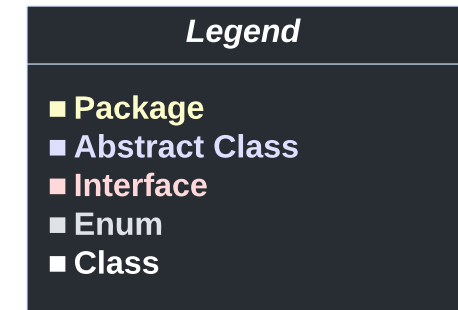 Legend
Package
Abstract Class
Interface
Enum
Class